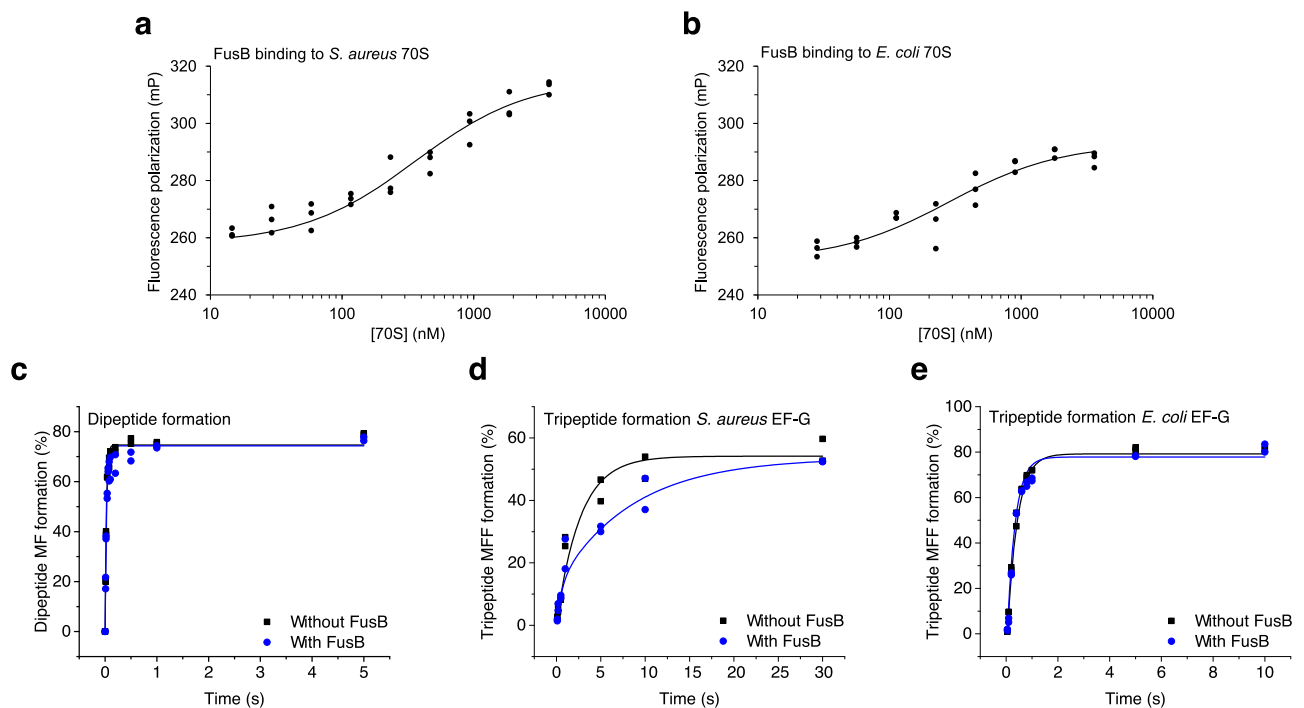 a
FusB binding to S. aureus 70S
Fluorescence polarization (mP)
320
300
280
260
240
10
100
1000
10000
[70S] (nM)
b
FusB binding to E. coli 70S
Fluorescence polarization (mP)
320
300
280
260
240
10
100
1000
10000
[70S] (nM)
c
Dipeptide formation
Dipeptide MF formation (%)
80
60
40
20
0
0
1
2
3
4
5
Time (s)
Without FusB
With FusB
d
Tripeptide formation S. aureus EF-G
Tripeptide MFF formation (%)
60
40
20
0
0
5
10
15
20
25
30
Time (s)
Without FusB
With FusB
e
Tripeptide formation E. coli EF-G
Tripeptide MFF formation (%)
100
80
60
40
20
0
0
2
4
6
8
10
Time (s)
Without FusB
With FusB